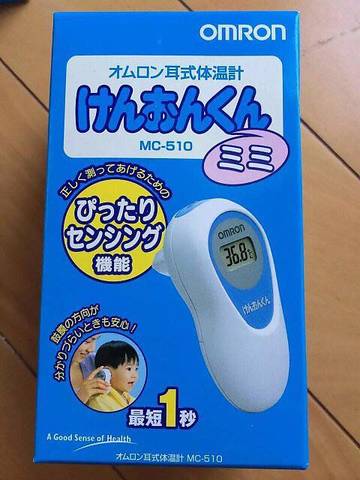 OMRON
オムロン耳式体温計
けんおんくん
MC-510
ミミ
正しく測ってあげるための
ぴったり
センシング
機能
OMRON
36.8℃
けんおんくん
鼓膜の方向が
分かりづらいときも安心!
最短1秒
A Good Sense of Health
オムロン耳式体温計 MC-510